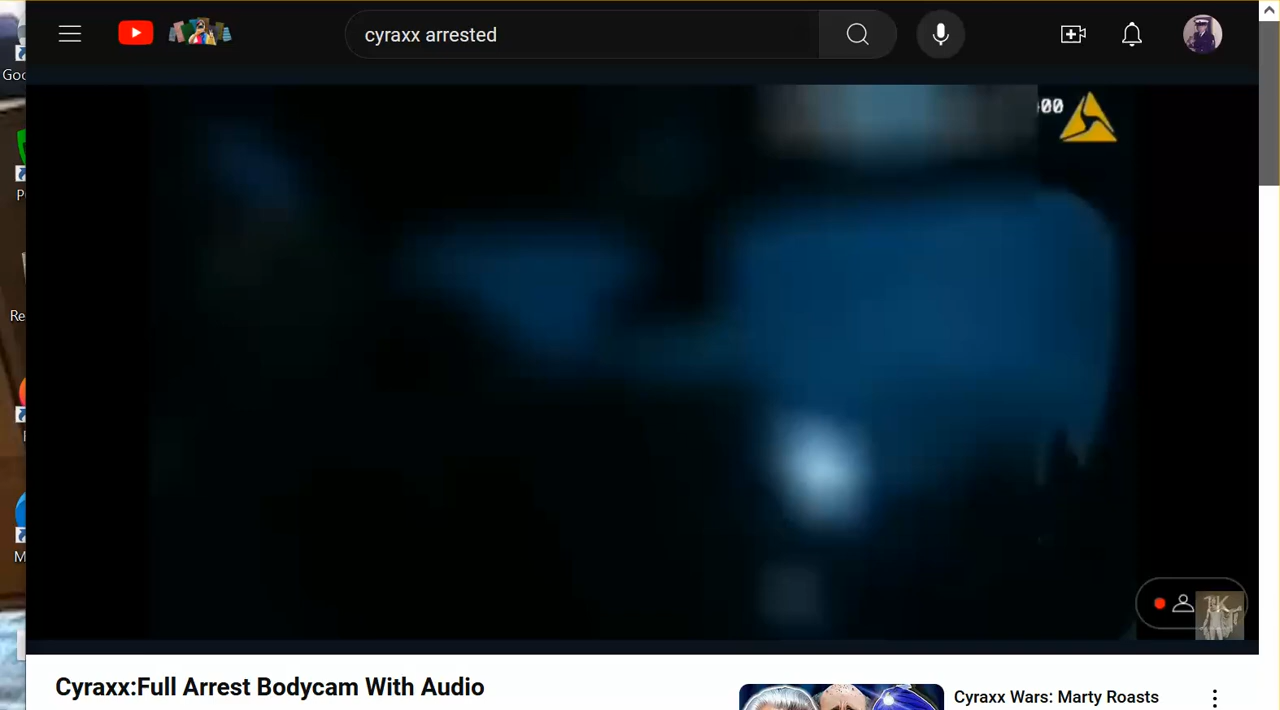 cyraxx arrested
Goo
00
P
Re
M
Cyraxx:Full Arrest Bodycam With Audio
Cyraxx Wars: Marty Roasts